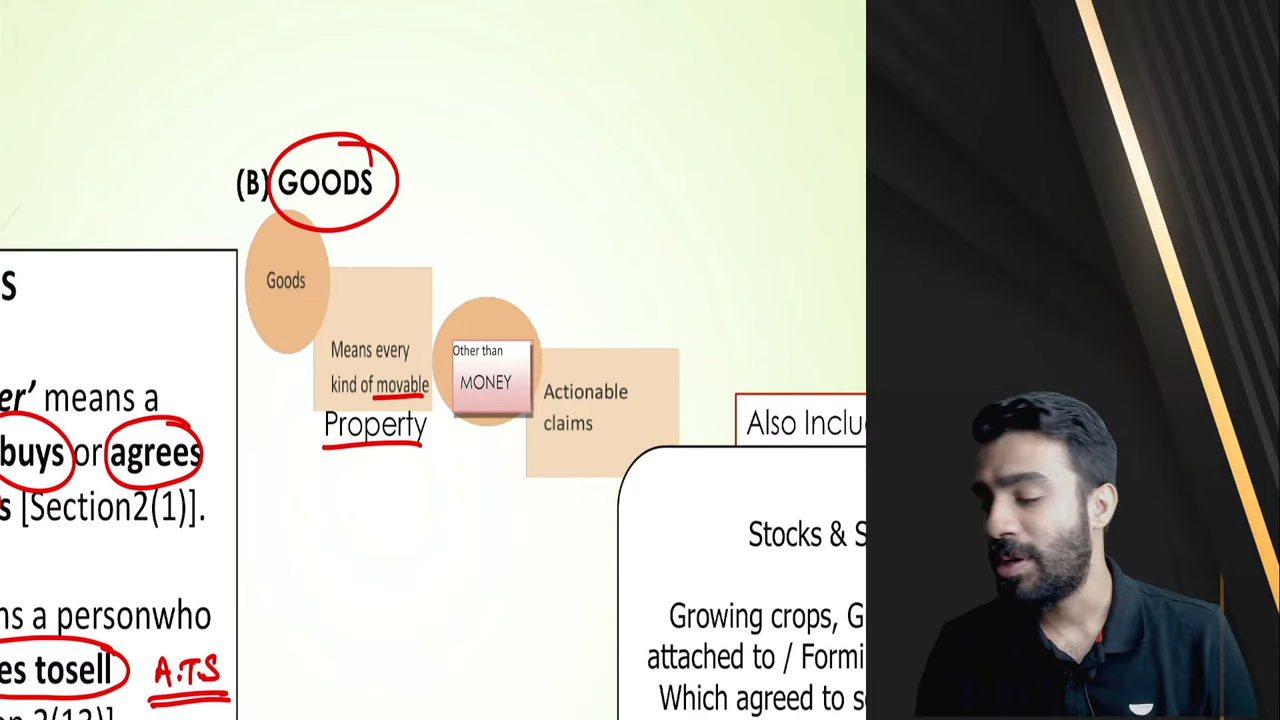 (B) GOODS
S
Goods
er’ means a
buys or agrees
s [Section2(1)].
ns a personwho
es tosell A.T.S
Means every
kind of movable
Property
Other than
MONEY
Actionable
claims
Also Inclu
Stocks & S
Growing crops, G
attached to / Formi
Which agreed to s